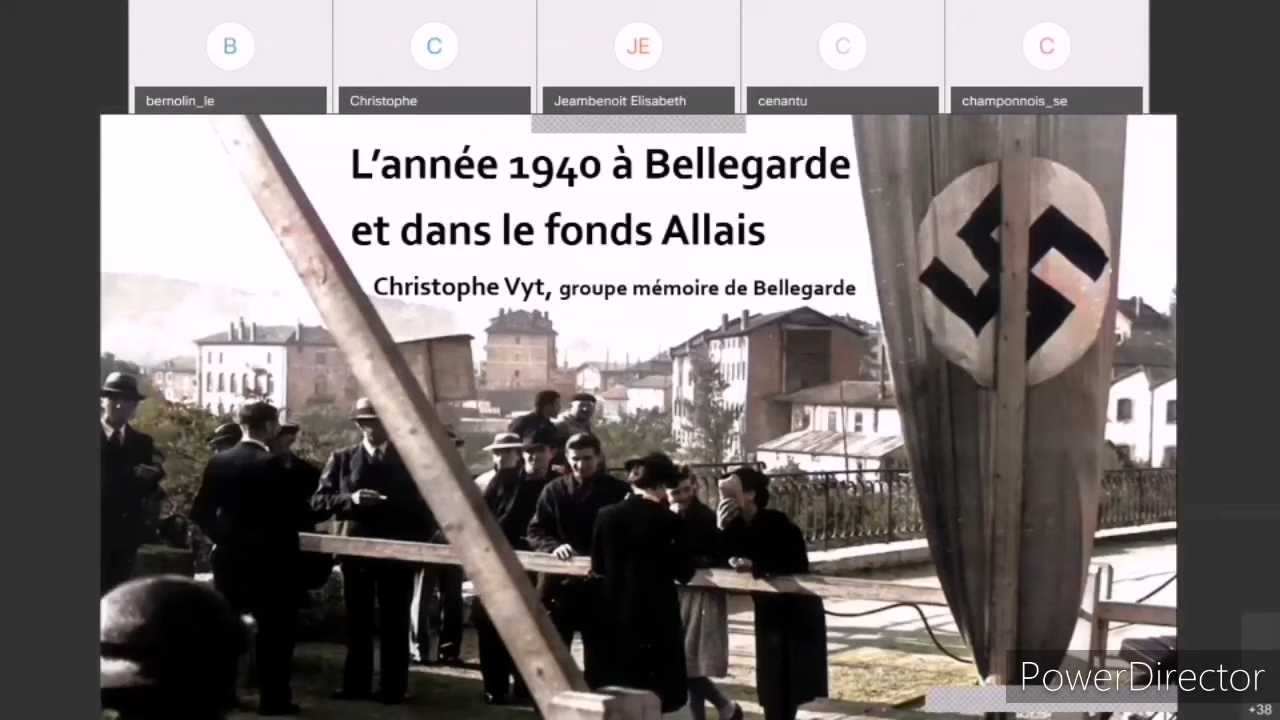 B
C
JE
C
C
bernolin_le
Christophe
Jeambenoit Elisabeth
cenantu
champonnois_se
L'année 1940 à Bellegarde
et dans le fonds Allais
Christophe Vyt, groupe mémoire de Bellegarde
PowerDirector
+38